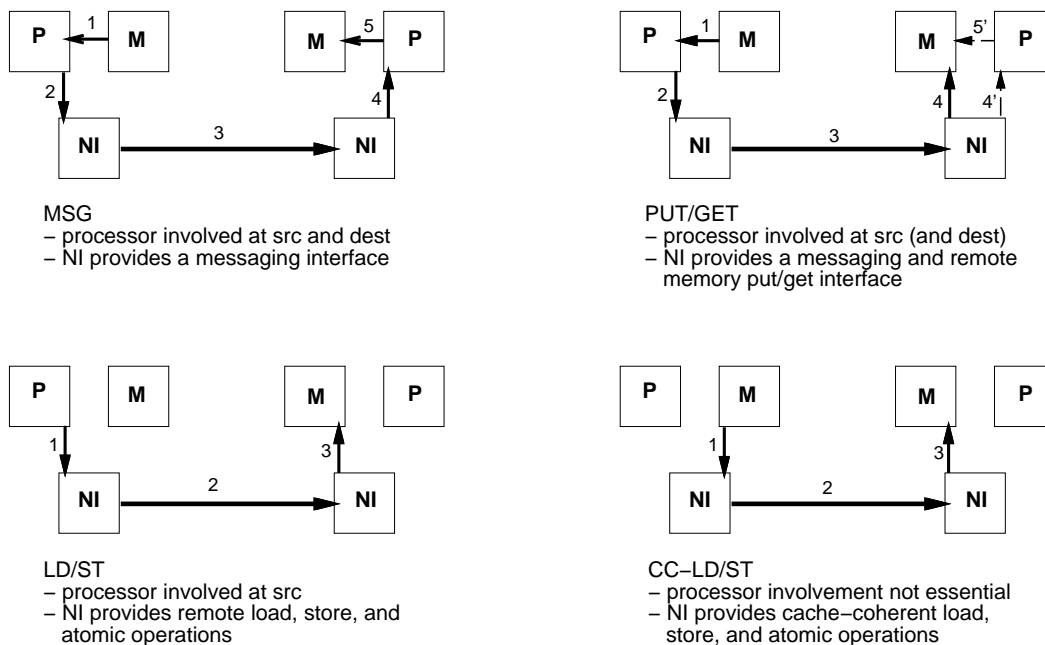 P 1 M
M 5 P
2
4
NI 3 NI
MSG
– processor involved at src and dest
– NI provides a messaging interface
P 1 M
M 5' P
2
4 4'
NI 3 NI
PUT/GET
– processor involved at src (and dest)
– NI provides a messaging and remote
memory put/get interface
P M
M P
1
3
NI 2 NI
LD/ST
– processor involved at src
– NI provides remote load, store, and
atomic operations
P M
M P
1
3
NI 2 NI
CC–LD/ST
– processor involvement not essential
– NI provides cache–coherent load,
store, and atomic operations